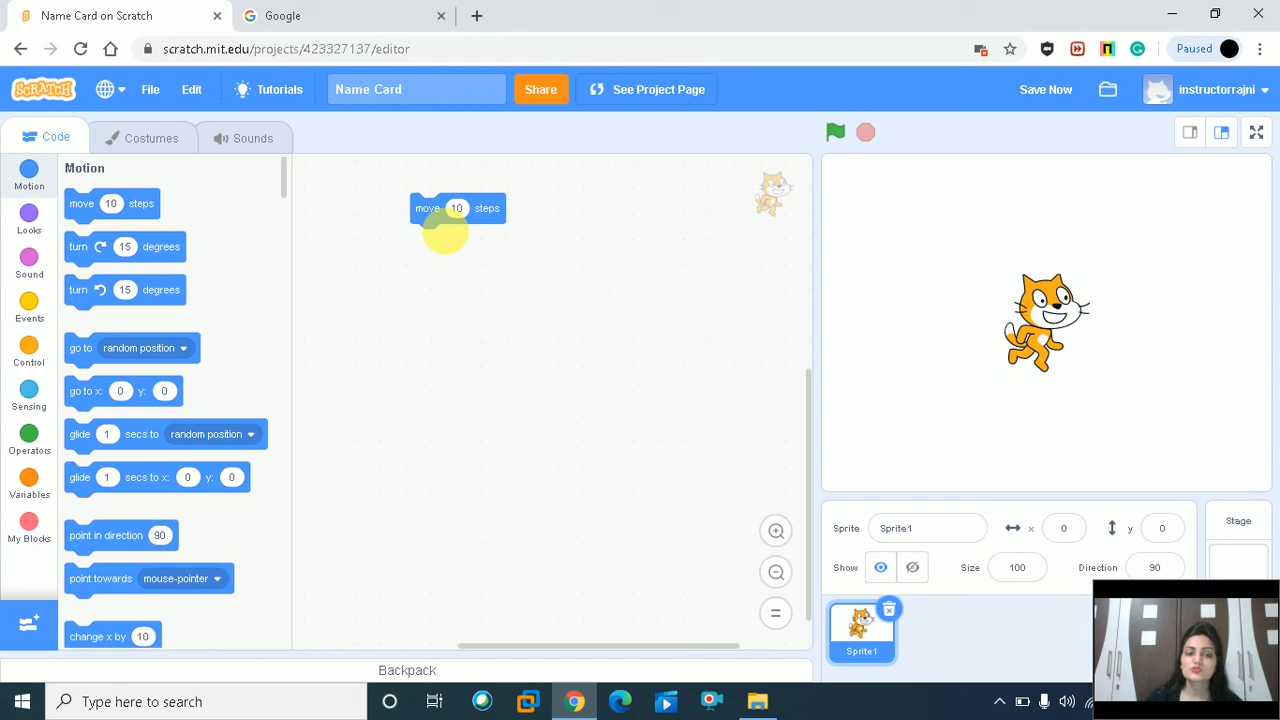 Name Card on Scratch
Google
scratch.mit.edu/projects/423327137/editor
Paused
SCRATCH
File
Edit
Tutorials
Name Card
Share
See Project Page
Save Now
instructorrajni
Code
Costumes
Sounds
Motion
Looks
Sound
Events
Control
Sensing
Operators
Variables
My Blocks
Motion
move 10 steps
turn 15 degrees
turn 15 degrees
go to random position
go to x: 0 y: 0
glide 1 secs to random position
glide 1 secs to x: 0 y: 0
point in direction 90
point towards mouse-pointer
change x by 10
move 10 steps
Backpack
Sprite Sprite1 x 0 y 0
Show Size 100 Direction 90
Sprite1
Stage
Type here to search